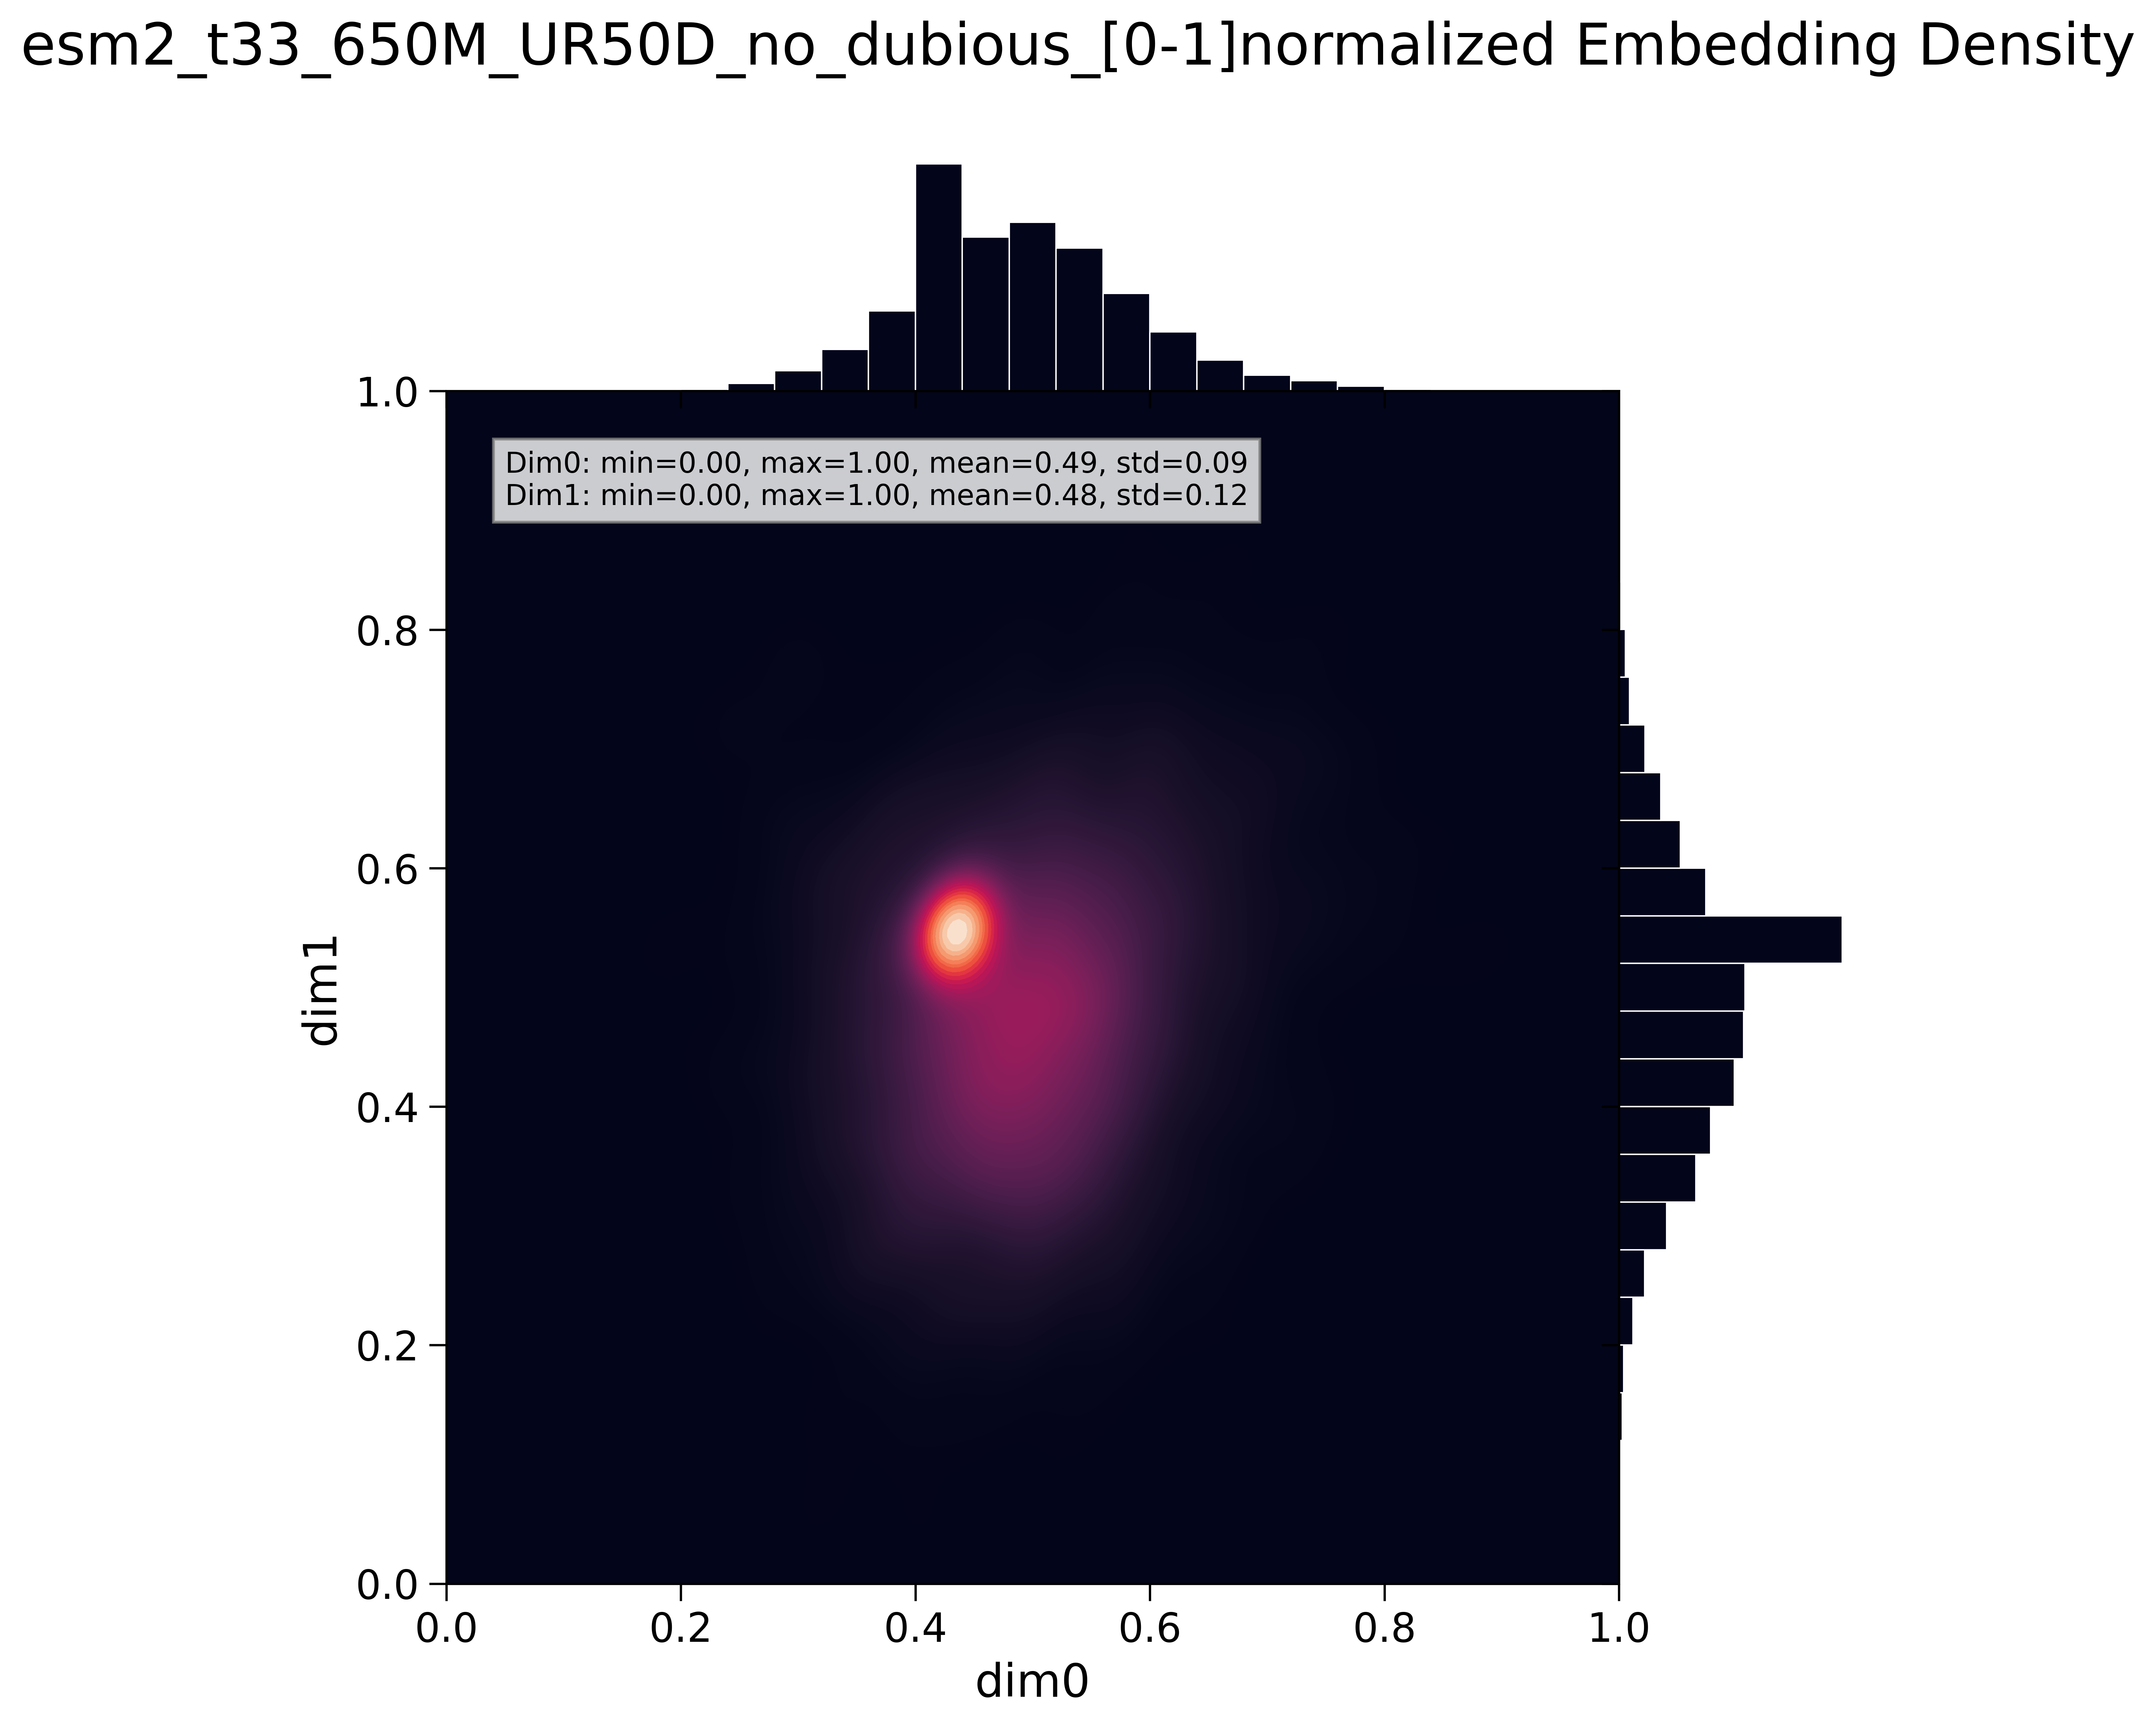 esm2_t33_650M_UR50D_no_dubious_[0-1]normalized Embedding Density
Dim0: min=0.00, max=1.00, mean=0.49, std=0.09
Dim1: min=0.00, max=1.00, mean=0.48, std=0.12
1.0
0.8
0.6
0.4
0.2
0.0
dim1
0.0 0.2 0.4 0.6 0.8 1.0
dim0